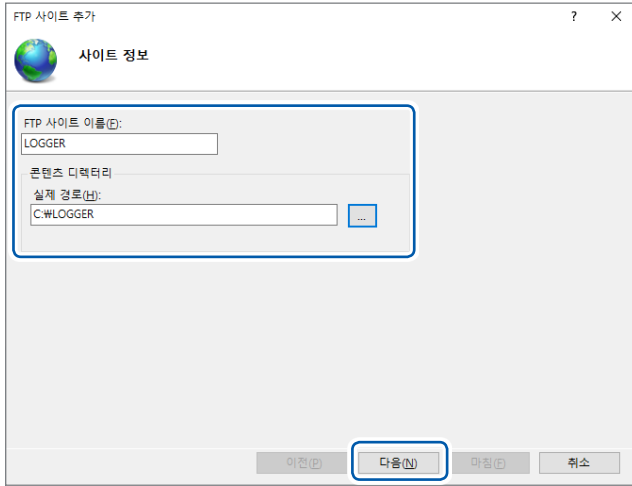 FTP 사이트 추가 ? ×
사이트 정보
FTP 사이트 이름(F):
LOGGER
콘텐츠 디렉터리
실제 경로(H):
C:₩LOGGER
...
이전(P) 다음(N) 마침(F) 취소